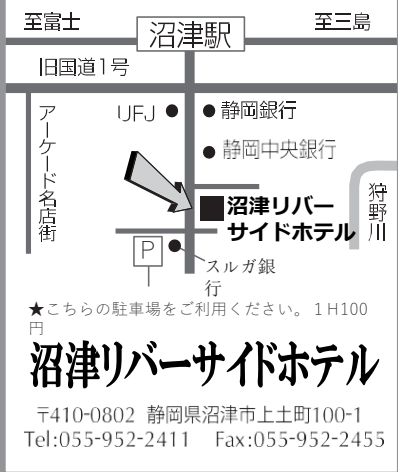 至富士
沼津駅
至三島
旧国道1号
アーケード名店街
UFJ
静岡銀行
静岡中央銀行
狩野川
沼津リバー
サイドホテル
P
スルガ銀
行
★こちらの駐車場をご利用ください。1H100
円
沼津リバーサイドホテル
〒410-0802 静岡県沼津市上土町100-1
Tel:055-952-2411 Fax:055-952-2455